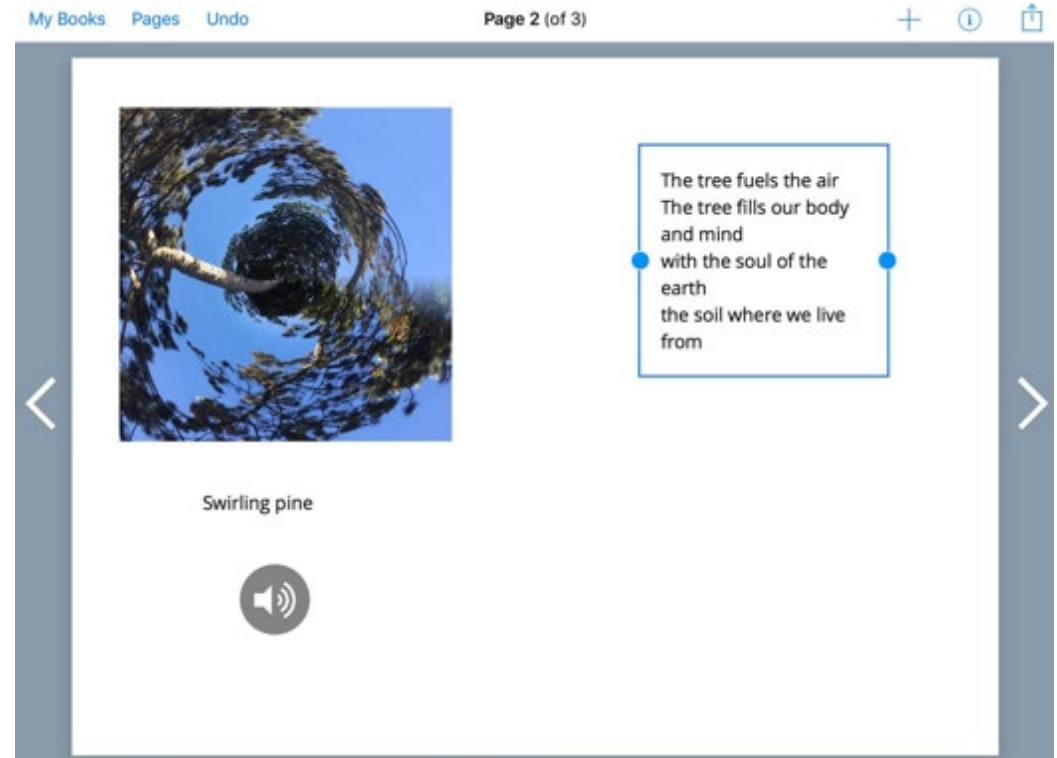 My Books Pages Undo Page 2 (of 3)
The tree fuels the air
The tree fills our body
and mind
with the soul of the
earth
the soil where we live
from
Swirling pine